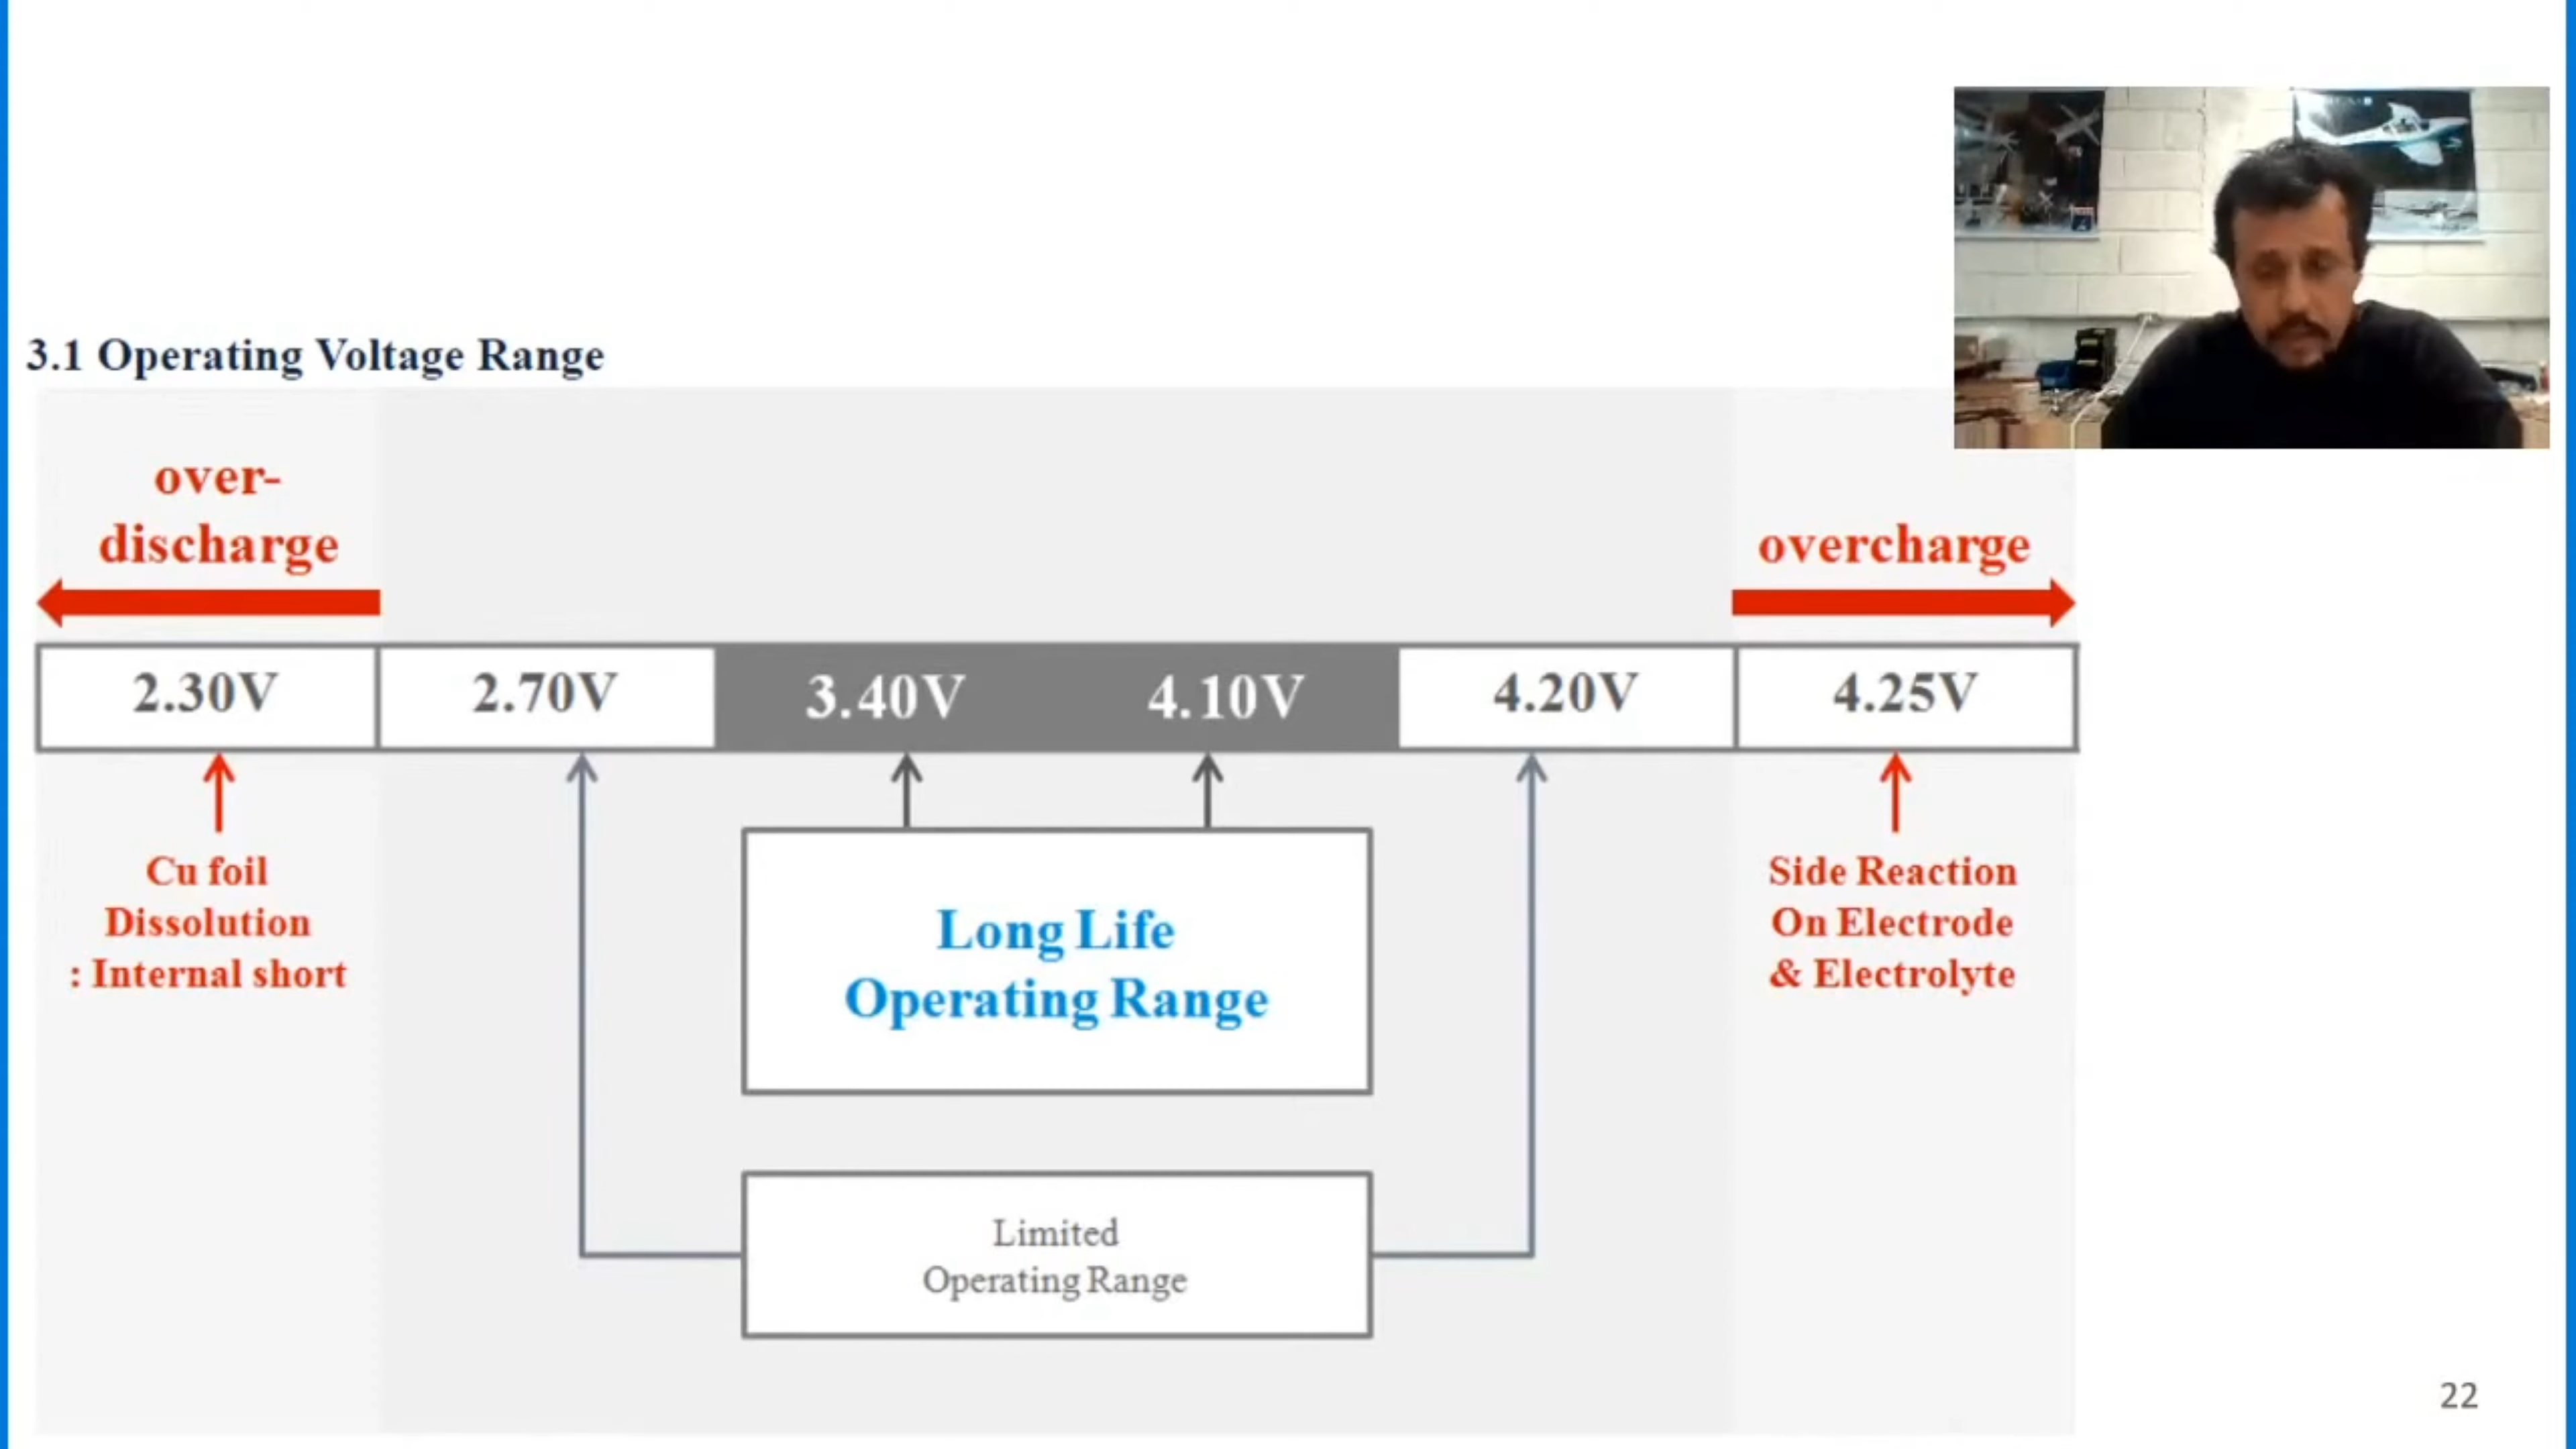 3.1 Operating Voltage Range
over-
discharge
overcharge
2.30V
2.70V
3.40V
4.10V
4.20V
4.25V
Cu foil
Dissolution
: Internal short
Long Life
Operating Range
Side Reaction
On Electrode
& Electrolyte
Limited
Operating Range
22